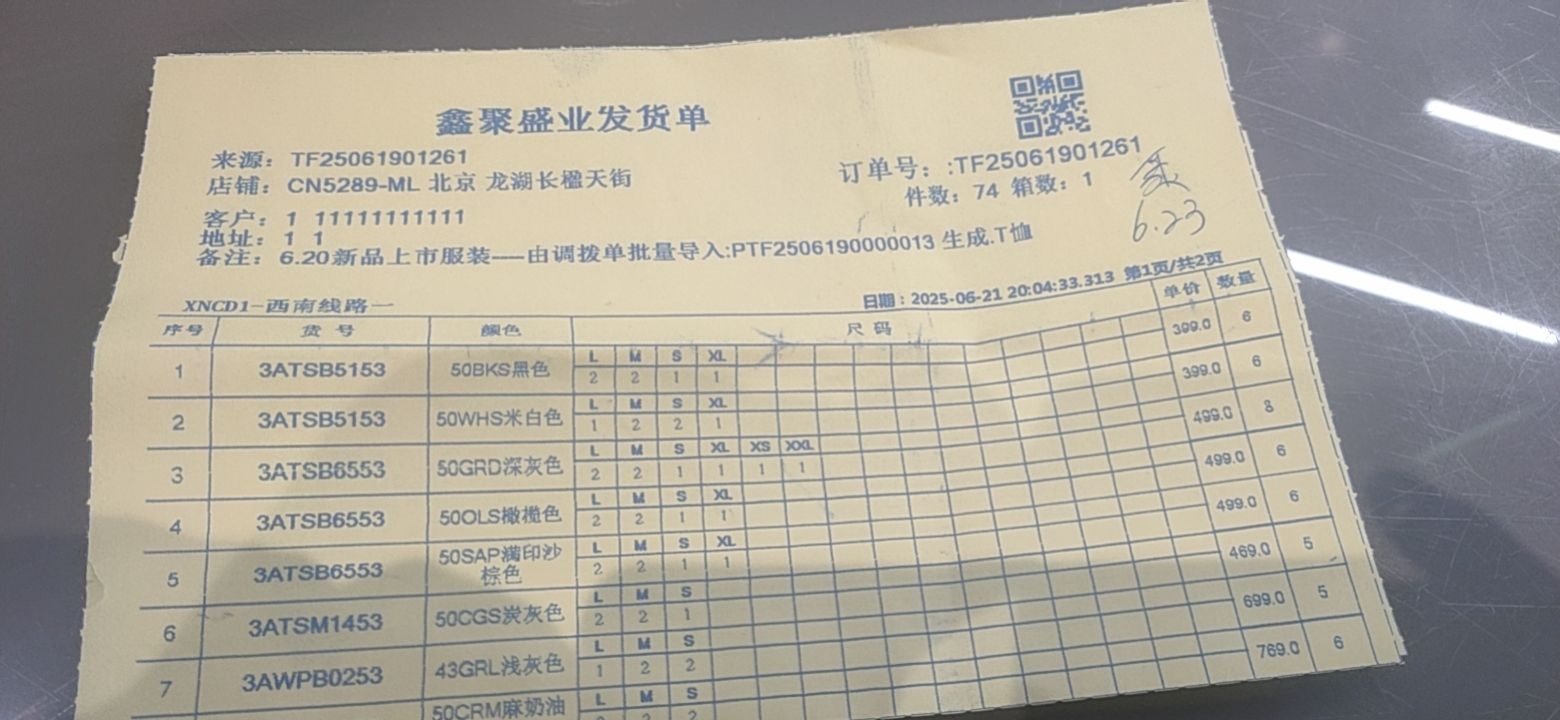 鑫聚盛业发货单
来源：TF25061901261
订单号：:TF25061901261
店铺：CN5289-ML 北京 龙湖长楹天街
件数：74 箱数：1
客户：1 11111111111
6.23
地址：1 1
备注：6.20新品上市服装----由调拨单批量导入:PTF2506190000013 生成.T恤
XNCD1-西南线路一
日期：2025-06-21 20:04:33.313 第1页/共2页
序号 货号 颜色 尺码 单价 数量
L M S XL
1 3ATSB5153 50BKS黑色 2 2 1 1 399.0 6
L M S XL
2 3ATSB5153 50WHS米白色 1 2 2 1 399.0 6
L M S XL XS XXL
3 3ATSB6553 50GRD深灰色 2 2 1 1 1 1 499.0 8
L M S XL
4 3ATSB6553 50OLS橄榄色 2 2 1 1 499.0 6
L M S XL
5 3ATSB6553 50SAP满印沙棕色 2 2 1 1 499.0 6
L M S
6 3ATSM1453 50CGS炭灰色 2 2 1 469.0 5
L M S
7 3AWPB0253 43GRL浅灰色 1 2 2 699.0 5
L M S
50CRM麻奶油 2 2 2 769.0 6